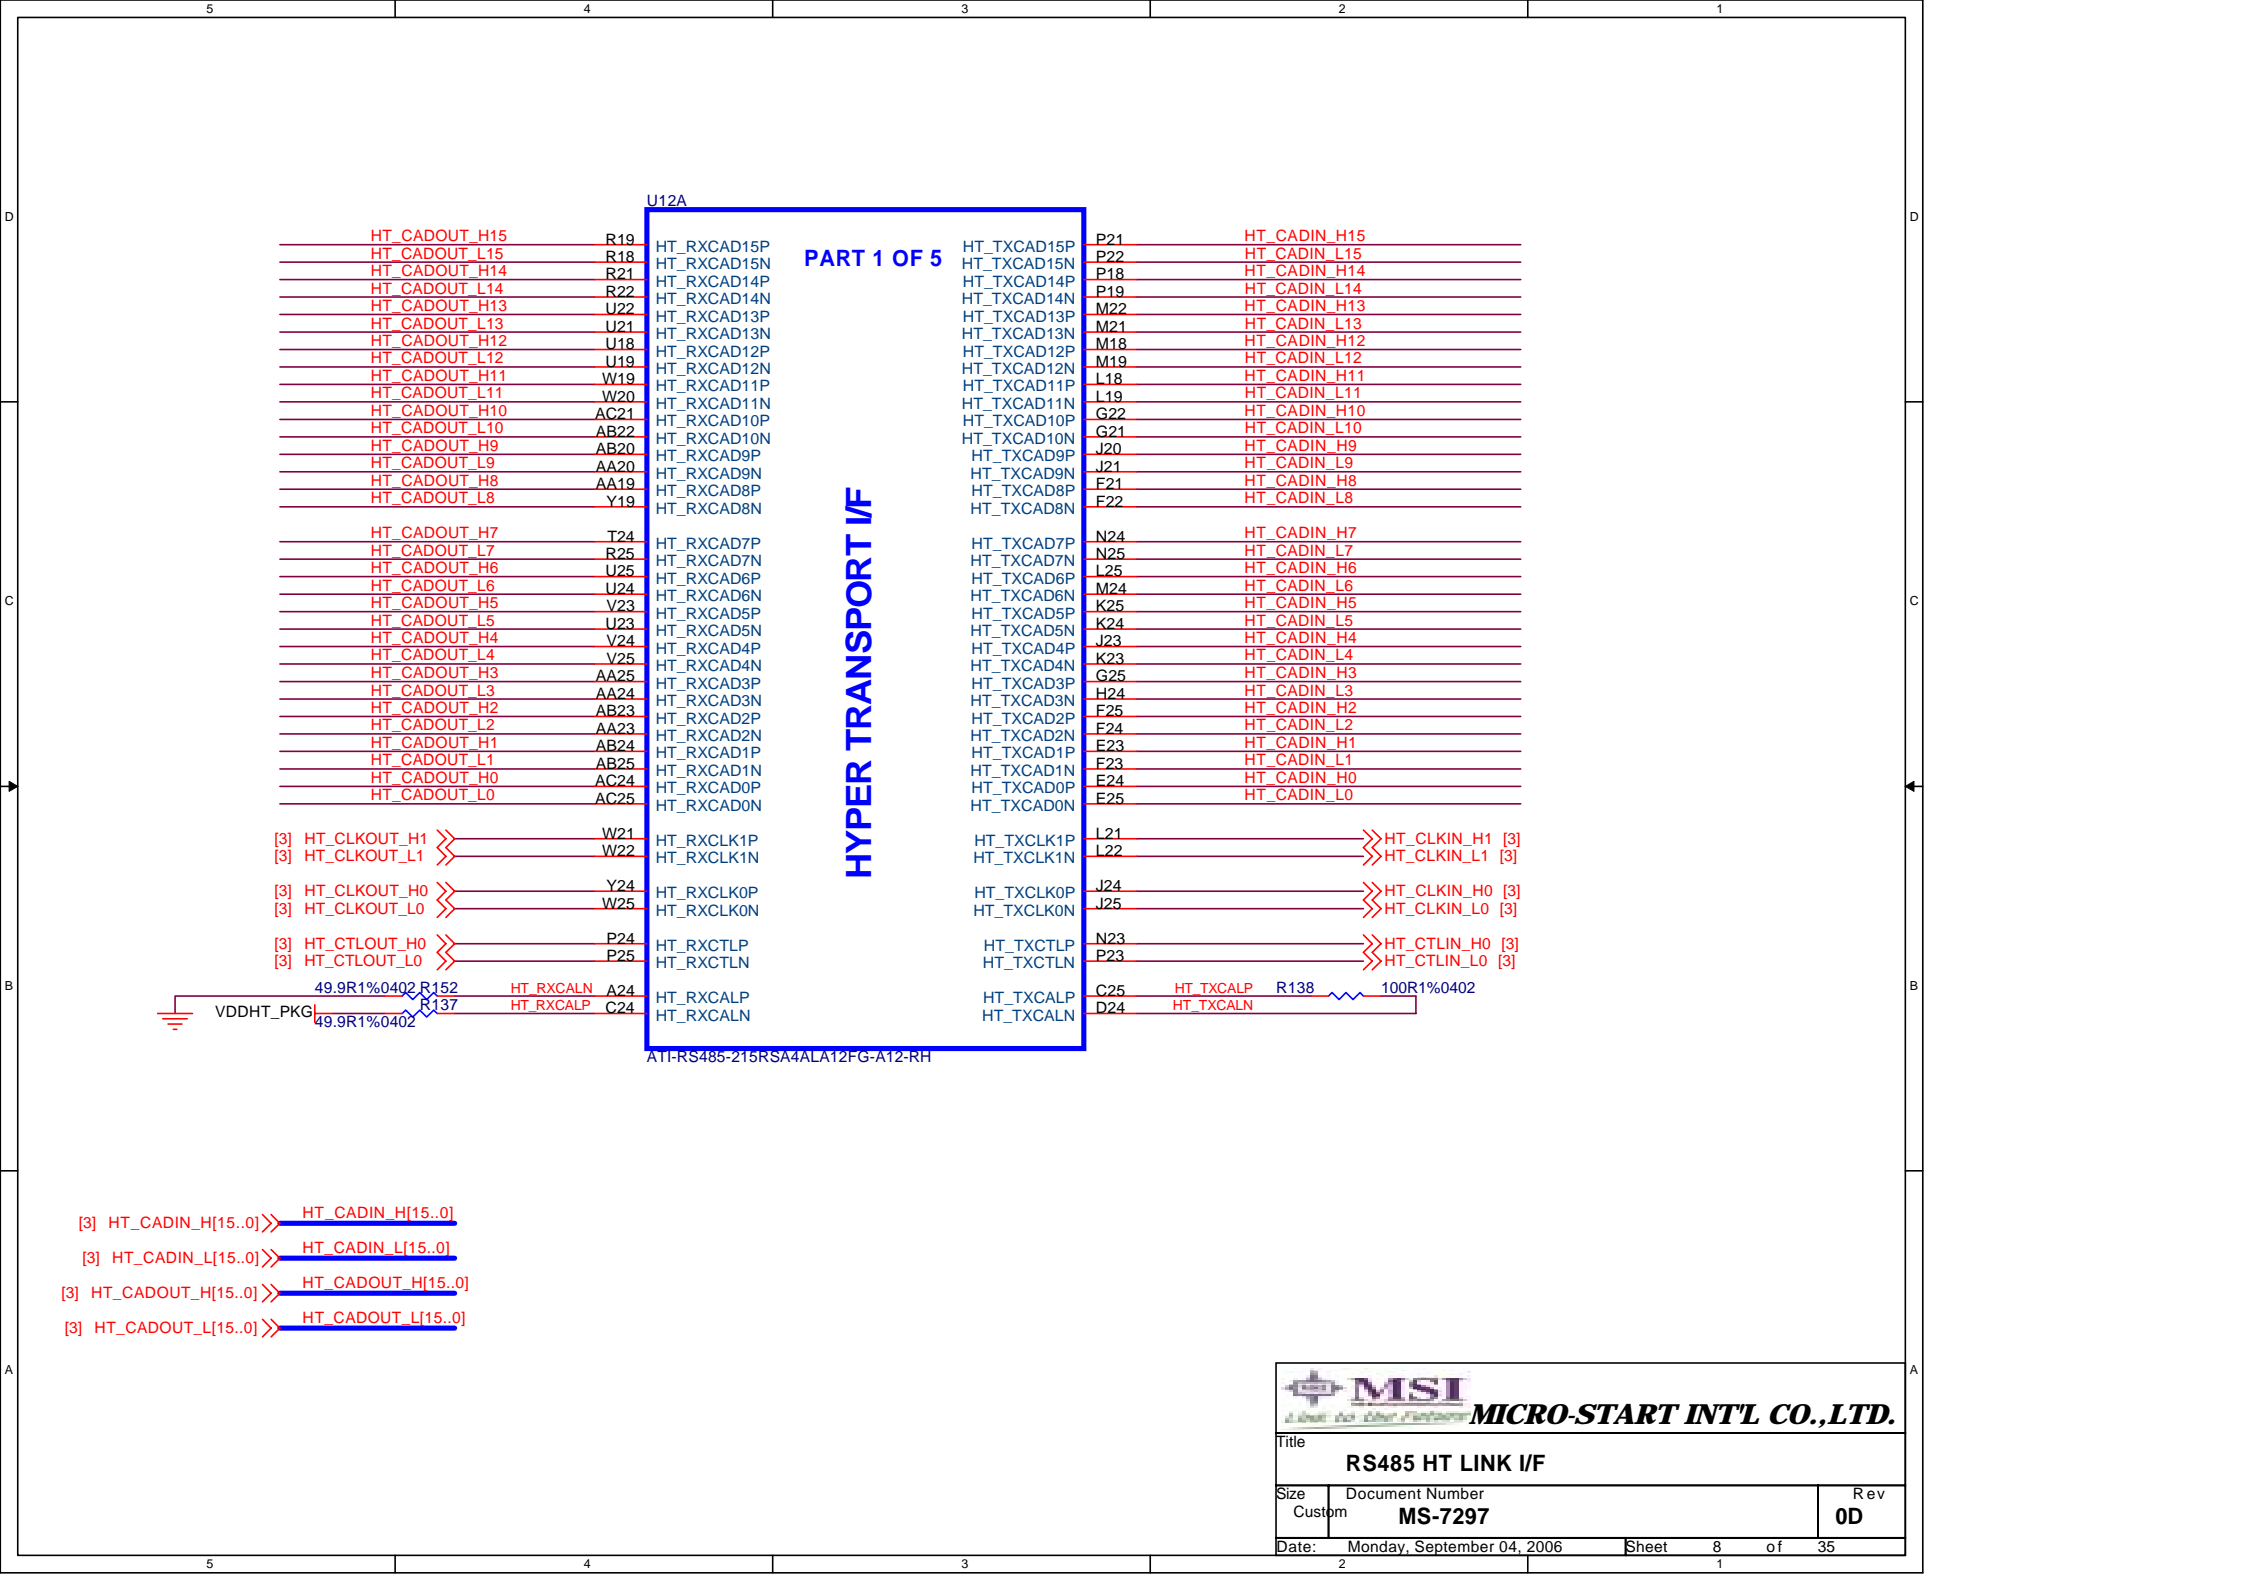 5 4 3 2 1
U12A
PART 1 OF 5
HYPER TRANSPORT I/F
D D
HT_CADOUT_H15 R19 HT_RXCAD15P HT_TXCAD15P P21 HT_CADIN_H15
HT_CADOUT_L15 R18 HT_RXCAD15N HT_TXCAD15N P22 HT_CADIN_L15
HT_CADOUT_H14 R21 HT_RXCAD14P HT_TXCAD14P P18 HT_CADIN_H14
HT_CADOUT_L14 R22 HT_RXCAD14N HT_TXCAD14N P19 HT_CADIN_L14
HT_CADOUT_H13 U22 HT_RXCAD13P HT_TXCAD13P M22 HT_CADIN_H13
HT_CADOUT_L13 U21 HT_RXCAD13N HT_TXCAD13N M21 HT_CADIN_L13
HT_CADOUT_H12 U18 HT_RXCAD12P HT_TXCAD12P M18 HT_CADIN_H12
HT_CADOUT_L12 U19 HT_RXCAD12N HT_TXCAD12N M19 HT_CADIN_L12
HT_CADOUT_H11 W19 HT_RXCAD11P HT_TXCAD11P L18 HT_CADIN_H11
HT_CADOUT_L11 W20 HT_RXCAD11N HT_TXCAD11N L19 HT_CADIN_L11
HT_CADOUT_H10 AC21 HT_RXCAD10P HT_TXCAD10P G22 HT_CADIN_H10
HT_CADOUT_L10 AB22 HT_RXCAD10N HT_TXCAD10N G21 HT_CADIN_L10
HT_CADOUT_H9 AB20 HT_RXCAD9P HT_TXCAD9P J20 HT_CADIN_H9
HT_CADOUT_L9 AA20 HT_RXCAD9N HT_TXCAD9N J21 HT_CADIN_L9
HT_CADOUT_H8 AA19 HT_RXCAD8P HT_TXCAD8P F21 HT_CADIN_H8
HT_CADOUT_L8 Y19 HT_RXCAD8N HT_TXCAD8N F22 HT_CADIN_L8
HT_CADOUT_H7 T24 HT_RXCAD7P HT_TXCAD7P N24 HT_CADIN_H7
HT_CADOUT_L7 R25 HT_RXCAD7N HT_TXCAD7N N25 HT_CADIN_L7
HT_CADOUT_H6 U25 HT_RXCAD6P HT_TXCAD6P L25 HT_CADIN_H6
HT_CADOUT_L6 U24 HT_RXCAD6N HT_TXCAD6N M24 HT_CADIN_L6
C C
HT_CADOUT_H5 V23 HT_RXCAD5P HT_TXCAD5P K25 HT_CADIN_H5
HT_CADOUT_L5 U23 HT_RXCAD5N HT_TXCAD5N K24 HT_CADIN_L5
HT_CADOUT_H4 V24 HT_RXCAD4P HT_TXCAD4P J23 HT_CADIN_H4
HT_CADOUT_L4 V25 HT_RXCAD4N HT_TXCAD4N K23 HT_CADIN_L4
HT_CADOUT_H3 AA25 HT_RXCAD3P HT_TXCAD3P G25 HT_CADIN_H3
HT_CADOUT_L3 AA24 HT_RXCAD3N HT_TXCAD3N H24 HT_CADIN_L3
HT_CADOUT_H2 AB23 HT_RXCAD2P HT_TXCAD2P F25 HT_CADIN_H2
HT_CADOUT_L2 AA23 HT_RXCAD2N HT_TXCAD2N F24 HT_CADIN_L2
HT_CADOUT_H1 AB24 HT_RXCAD1P HT_TXCAD1P E23 HT_CADIN_H1
HT_CADOUT_L1 AB25 HT_RXCAD1N HT_TXCAD1N F23 HT_CADIN_L1
HT_CADOUT_H0 AC24 HT_RXCAD0P HT_TXCAD0P E24 HT_CADIN_H0
HT_CADOUT_L0 AC25 HT_RXCAD0N HT_TXCAD0N E25 HT_CADIN_L0
[3] HT_CLKOUT_H1 W21 HT_RXCLK1P HT_TXCLK1P L21 HT_CLKIN_H1 [3]
[3] HT_CLKOUT_L1 W22 HT_RXCLK1N HT_TXCLK1N L22 HT_CLKIN_L1 [3]
[3] HT_CLKOUT_H0 Y24 HT_RXCLK0P HT_TXCLK0P J24 HT_CLKIN_H0 [3]
[3] HT_CLKOUT_L0 W25 HT_RXCLK0N HT_TXCLK0N J25 HT_CLKIN_L0 [3]
[3] HT_CTLOUT_H0 P24 HT_RXCTLP HT_TXCTLP N23 HT_CTLIN_H0 [3]
[3] HT_CTLOUT_L0 P25 HT_RXCTLN HT_TXCTLN P23 HT_CTLIN_L0 [3]
B B
49.9R1%0402 R152 HT_RXCALN A24 HT_RXCALP HT_TXCALP C25 HT_TXCALP R138 100R1%0402
VDDHT_PKG R137 HT_RXCALP C24 HT_RXCALN HT_TXCALN D24 HT_TXCALN
49.9R1%0402
ATI-RS485-215RSA4ALA12FG-A12-RH
[3] HT_CADIN_H[15..0] HT_CADIN_H[15..0]
[3] HT_CADIN_L[15..0] HT_CADIN_L[15..0]
[3] HT_CADOUT_H[15..0] HT_CADOUT_H[15..0]
[3] HT_CADOUT_L[15..0] HT_CADOUT_L[15..0]
A A
MSI
Link to the Future
MICRO-START INT'L CO.,LTD.
Title
RS485 HT LINK I/F
Size Document Number Rev
Custom MS-7297 0D
Date: Monday, September 04, 2006 Sheet 8 of 35
5 4 3 2 1